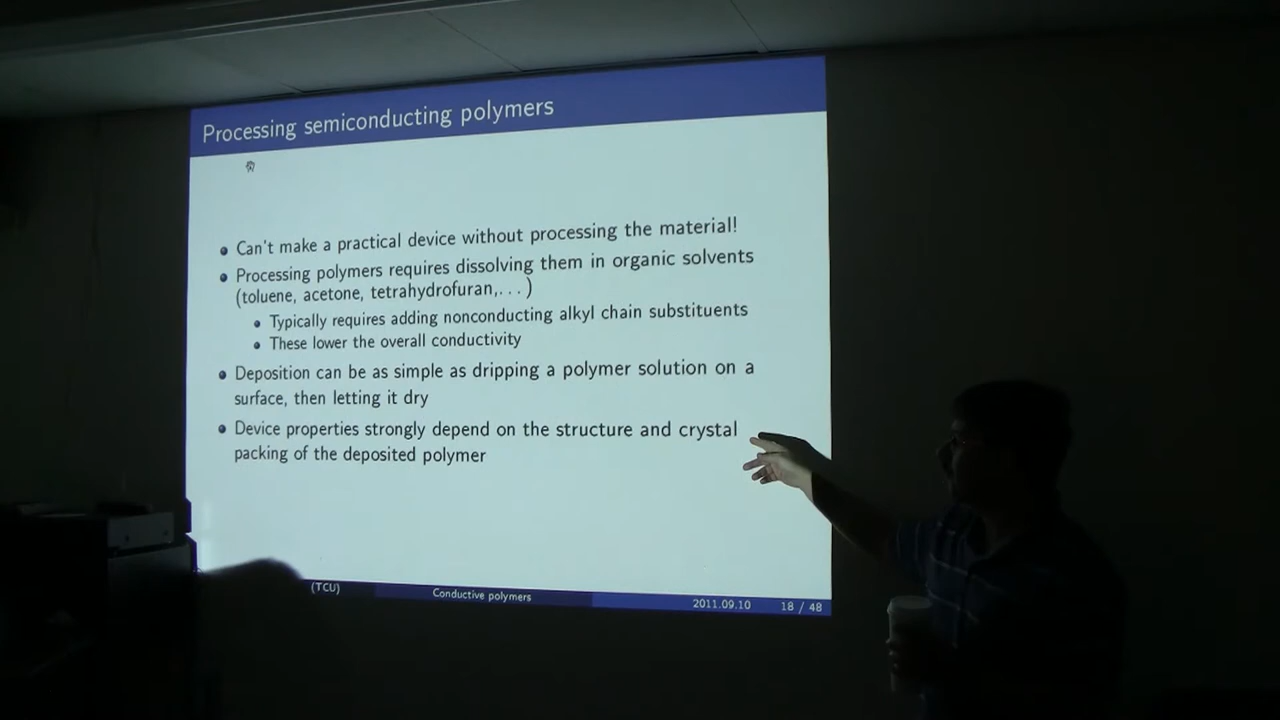 Processing semiconducting polymers
Can't make a practical device without processing the material!
Processing polymers requires dissolving them in organic solvents
(toluene, acetone, tetrahydrofuran,...)
Typically requires adding nonconducting alkyl chain substituents
These lower the overall conductivity
Deposition can be as simple as dripping a polymer solution on a
surface, then letting it dry
Device properties strongly depend on the structure and crystal
packing of the deposited polymer
(TCU) Conductive polymers 2011.09.10 18 / 48